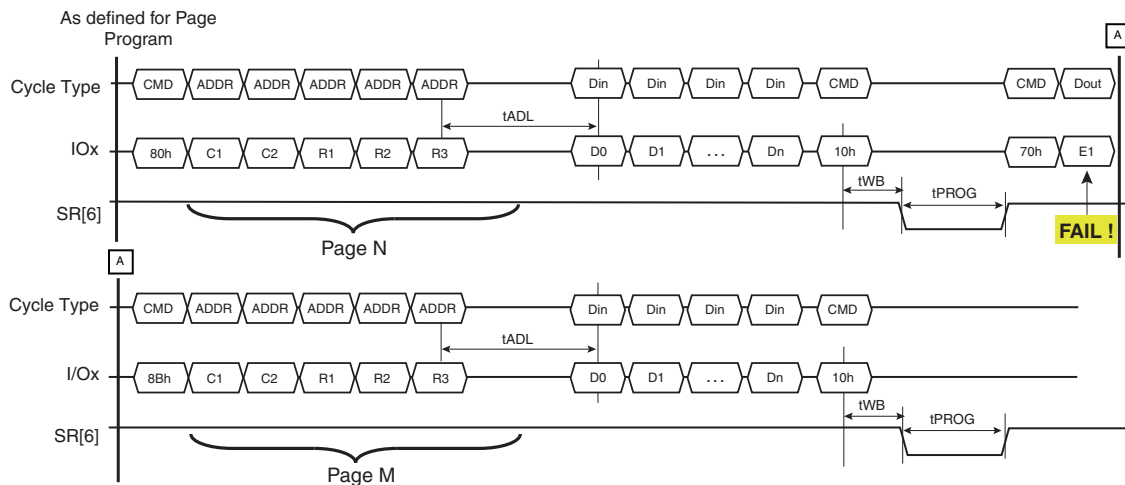 As defined for Page
Program
A
Cycle Type CMD ADDR ADDR ADDR ADDR ADDR Din Din Din Din CMD CMD Dout
tADL
IOx 80h C1 C2 R1 R2 R3 D0 D1 ... Dn 10h 70h E1
tWB tPROG
SR[6]
FAIL !
Page N
A
Cycle Type CMD ADDR ADDR ADDR ADDR ADDR Din Din Din Din CMD
tADL
I/Ox 8Bh C1 C2 R1 R2 R3 D0 D1 ... Dn 10h
tWB tPROG
SR[6]
Page M